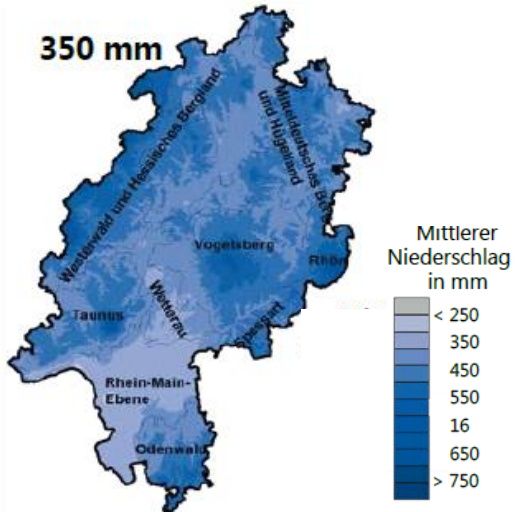 350 mm
Westerwald und Hessisches Bergland
Mitteldeutsches Berg-
und Hügelland
Vogelsberg
Rhön
Wetterau
Taunus
Spessart
Rhein-Main-
Ebene
Odenwald
Mittlerer
Niederschlag
in mm
< 250
350
450
550
16
650
> 750